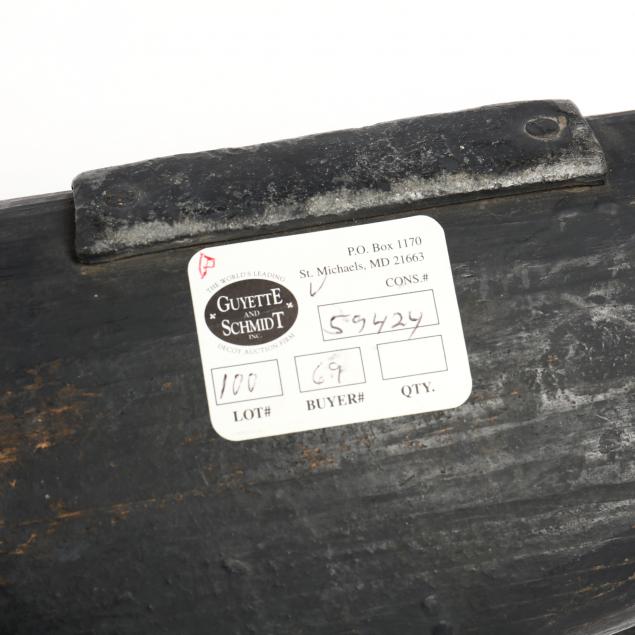 P.O. Box 1170
St. Michaels, MD 21663
CONS.#
THE WORLD'S LEADING
GUYETTE
AND
SCHMIDT
INC.
DECOY AUCTION FIRM
59424
100
69
LOT#
BUYER#
QTY.